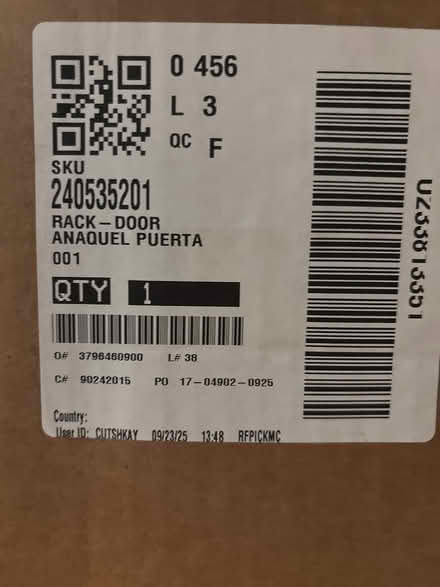 0 456
L 3
QC F
SKU
240535201
RACK-DOOR
ANAQUEL PUERTA
001
QTY 1
O# 3796460900 L# 38
C# 90242015 PO 17-04902-0925
Country:
User ID: CUTSHKAY 09/23/25 13:48 RFPICKMC
U233813351